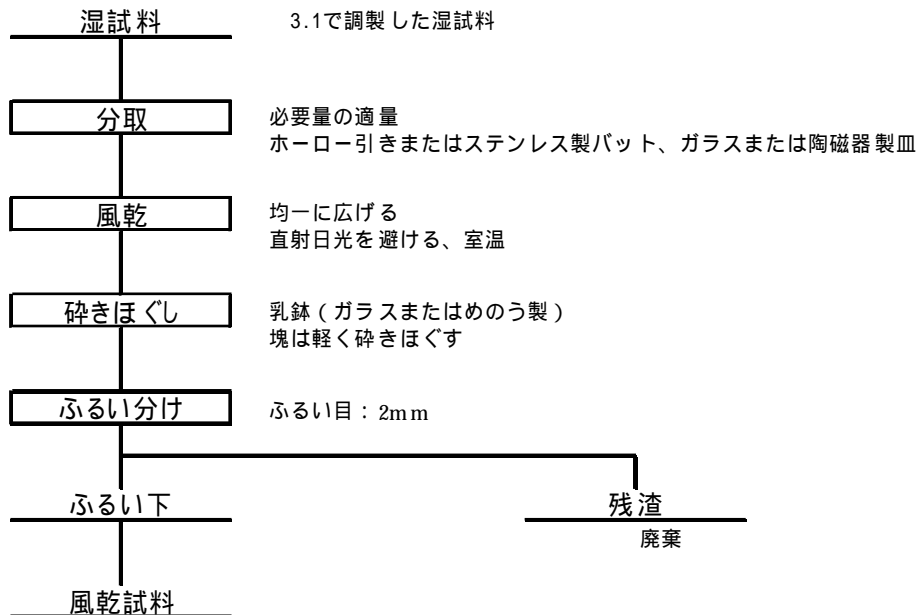 湿試料 3.1で調製した湿試料
分取 必要量の適量
ホーロー引きまたはステンレス製バット、ガラスまたは陶磁器製皿
風乾 均一に広げる
直射日光を避ける、室温
砕きほぐし 乳鉢(ガラスまたはめのう製)
塊は軽く砕きほぐす
ふるい分け ふるい目:2mm
ふるい下 残渣
廃棄
風乾試料